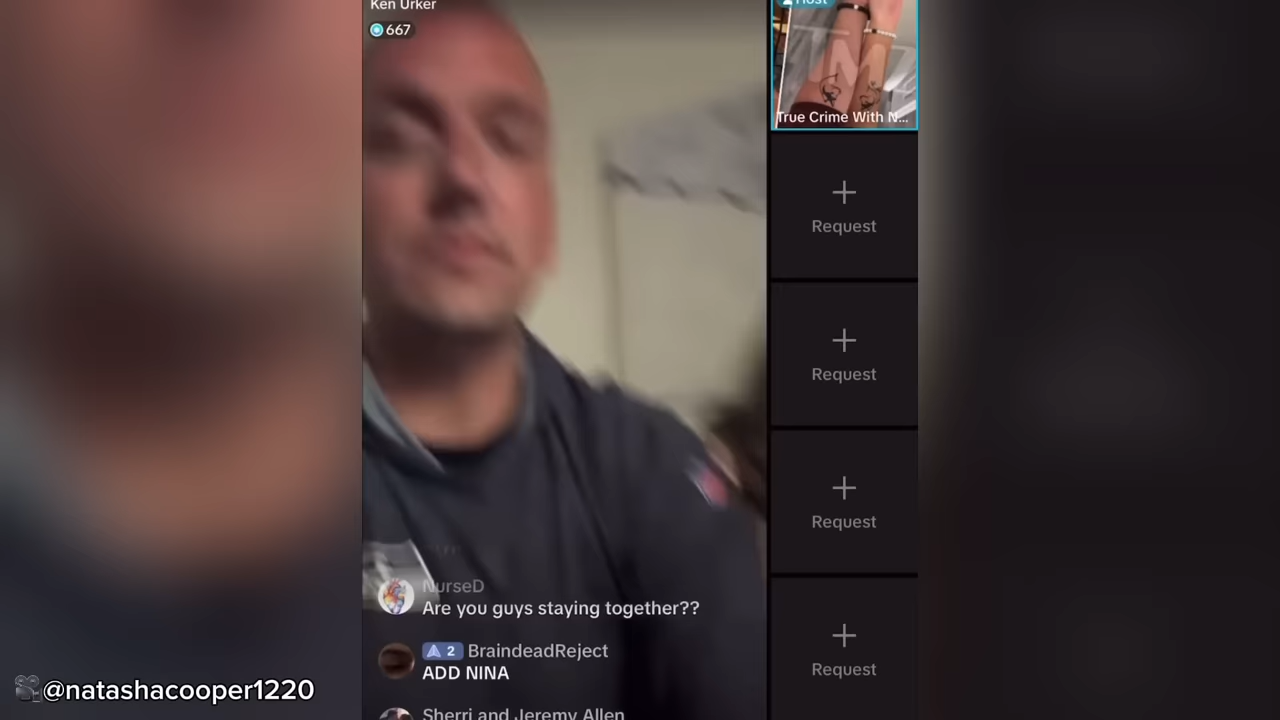 Ken Urker
667
Host
TM
True Crime With N...
Request
Request
Request
Request
NurseD
Are you guys staying together??
2 BraindeadReject
ADD NINA
Sherri and Jeremy Allen
@natashacooper1220